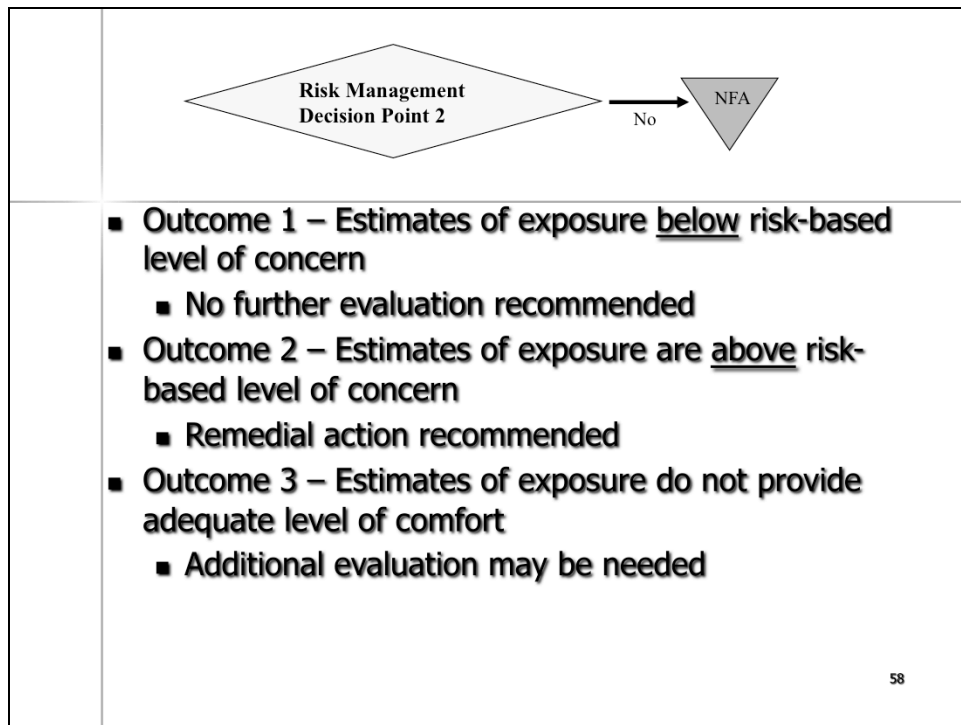 Risk Management
Decision Point 2
No
NFA
■ Outcome 1 – Estimates of exposure below risk-based
level of concern
■ No further evaluation recommended
■ Outcome 2 – Estimates of exposure are above risk-
based level of concern
■ Remedial action recommended
■ Outcome 3 – Estimates of exposure do not provide
adequate level of comfort
■ Additional evaluation may be needed
58